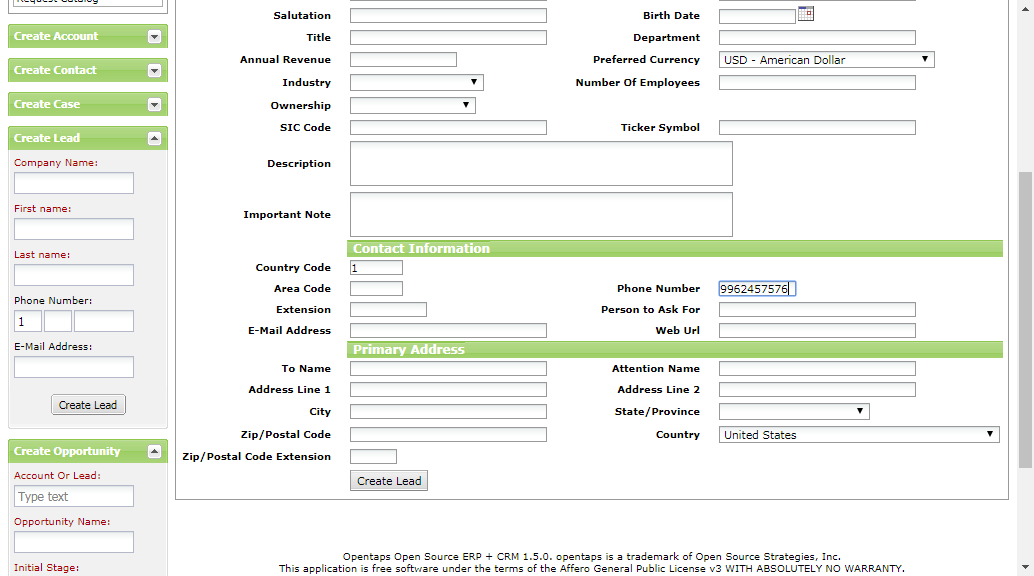 Request Catalog
Create Account
Create Contact
Create Case
Create Lead
Company Name:
First name:
Last name:
Phone Number:
1
E-Mail Address:
Create Lead
Create Opportunity
Account Or Lead:
Type text
Opportunity Name:
Initial Stage:
Salutation Birth Date
Title Department
Annual Revenue Preferred Currency USD - American Dollar
Industry Number Of Employees
Ownership
SIC Code Ticker Symbol
Description
Important Note
Contact Information
Country Code 1
Area Code Phone Number 9962457576
Extension Person to Ask For
E-Mail Address Web Url
Primary Address
To Name Attention Name
Address Line 1 Address Line 2
City State/Province
Zip/Postal Code Country United States
Zip/Postal Code Extension
Create Lead
Opentaps Open Source ERP + CRM 1.5.0. opentaps is a trademark of Open Source Strategies, Inc.
This application is free software under the terms of the Affero General Public License v3 WITH ABSOLUTELY NO WARRANTY.